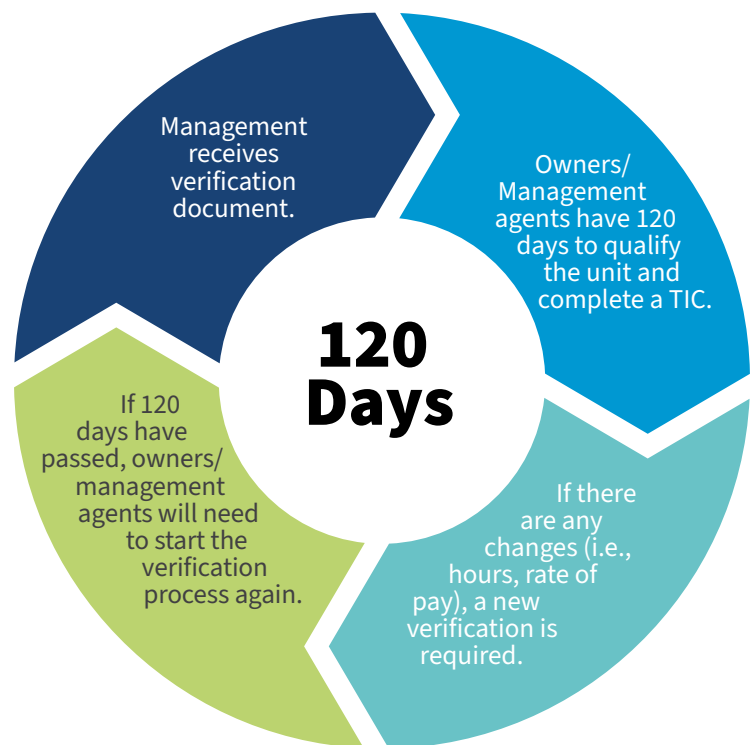 Management
receives
verification
document.
Owners/
Management
agents have 120
days to qualify
the unit and
complete a TIC.
If there
are any
changes (i.e.,
hours, rate of
pay), a new
verification is
required.
If 120
days have
passed, owners/
management
agents will need
to start the
verification
process again.
120
Days